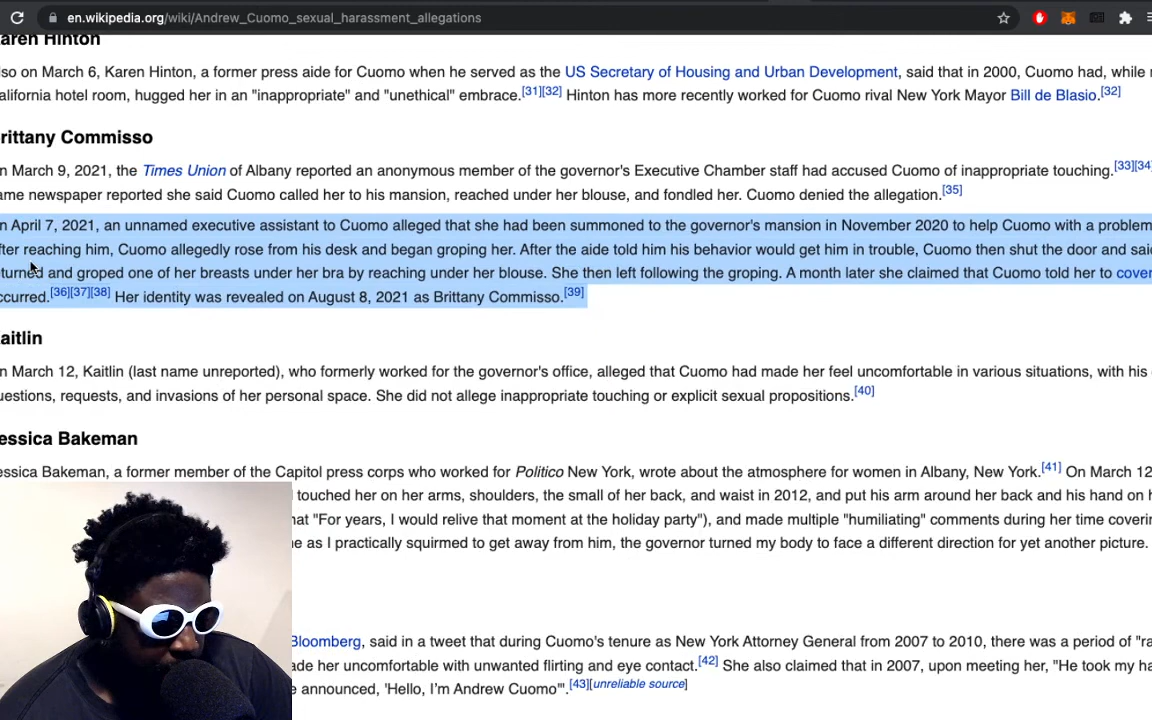 en.wikipedia.org/wiki/Andrew_Cuomo_sexual_harassment_allegations
aren Hinton
lso on March 6, Karen Hinton, a former press aide for Cuomo when he served as the US Secretary of Housing and Urban Development, said that in 2000, Cuomo had, while
alifornia hotel room, hugged her in an "inappropriate" and "unethical" embrace.[31][32] Hinton has more recently worked for Cuomo rival New York Mayor Bill de Blasio.[32]
rittany Commisso
n March 9, 2021, the Times Union of Albany reported an anonymous member of the governor's Executive Chamber staff had accused Cuomo of inappropriate touching.[33][34]
ame newspaper reported she said Cuomo called her to his mansion, reached under her blouse, and fondled her. Cuomo denied the allegation.[35]
n April 7, 2021, an unnamed executive assistant to Cuomo alleged that she had been summoned to the governor's mansion in November 2020 to help Cuomo with a problem
fter reaching him, Cuomo allegedly rose from his desk and began groping her. After the aide told him his behavior would get him in trouble, Cuomo then shut the door and said
turned and groped one of her breasts under her bra by reaching under her blouse. She then left following the groping. A month later she claimed that Cuomo told her to cover
ccurred.[36][37][38] Her identity was revealed on August 8, 2021 as Brittany Commisso.[39]
aitlin
n March 12, Kaitlin (last name unreported), who formerly worked for the governor's office, alleged that Cuomo had made her feel uncomfortable in various situations, with his
uestions, requests, and invasions of her personal space. She did not allege inappropriate touching or explicit sexual propositions.[40]
essica Bakeman
essica Bakeman, a former member of the Capitol press corps who worked for Politico New York, wrote about the atmosphere for women in Albany, New York.[41] On March 12
touched her on her arms, shoulders, the small of her back, and waist in 2012, and put his arm around her back and his hand on
hat "For years, I would relive that moment at the holiday party"), and made multiple "humiliating" comments during her time coverin
e as I practically squirmed to get away from him, the governor turned my body to face a different direction for yet another picture.
Bloomberg, said in a tweet that during Cuomo's tenure as New York Attorney General from 2007 to 2010, there was a period of "ra
ade her uncomfortable with unwanted flirting and eye contact.[42] She also claimed that in 2007, upon meeting her, "He took my ha
e announced, 'Hello, I'm Andrew Cuomo'".[43][unreliable source]